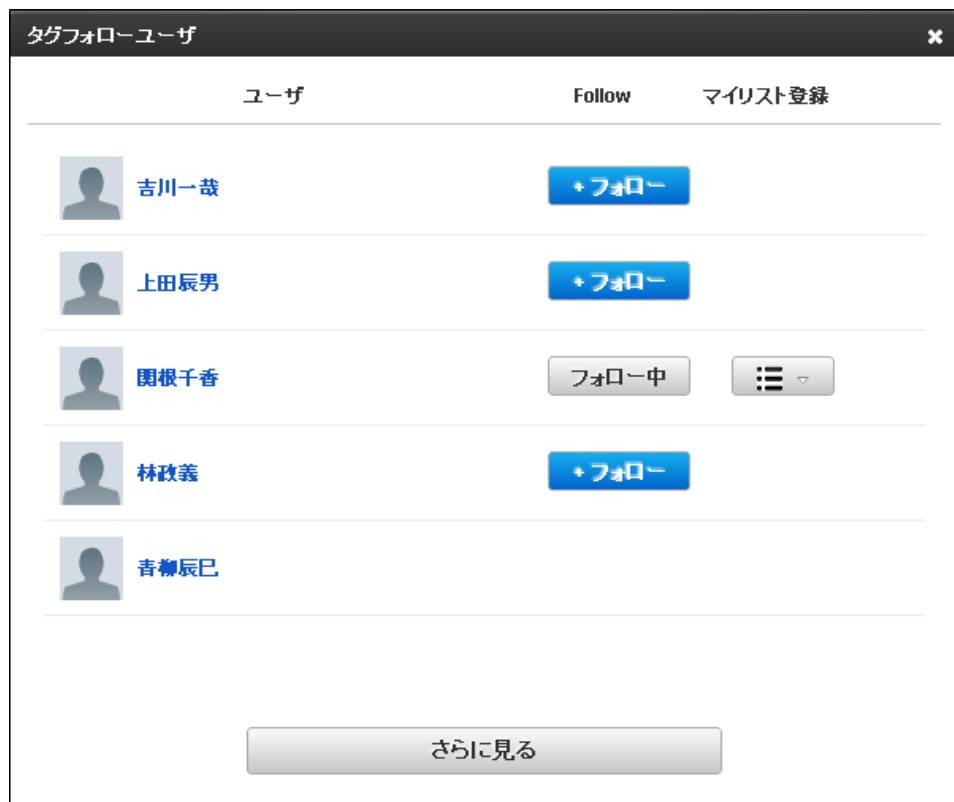 タグフォローユーザ
ユーザ Follow マイリスト登録
吉川一哉 +フォロー
上田辰男 +フォロー
関根千香 フォロー中
林政義 +フォロー
青柳辰巳
さらに見る